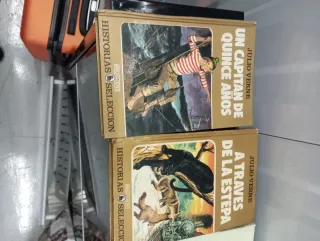 JULIO VERNE
UN CAPITAN DE
QUINCE AÑOS
HISTORIAS SELECCION
JULIO VERNE
A TRAVES
DE LA ESTEPA
HISTORIAS SELECCION